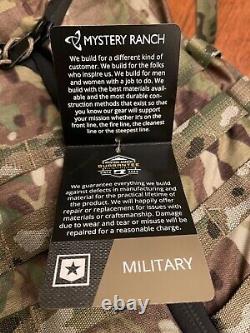 MYSTERY RANCH
We build for a different kind of
customer. We build for the folks
who inspire us. We build for men
and women with a job to do. We
build with the best materials avail-
able and the most durable con-
struction methods that exist so that
you know our gear will support
your mission whether it's on the
front line, the fire line, the cleanest
line or the steepest line.
GUARANTEE
We guarantee everything we build
against defects in manufacturing and
material for the practical lifetime of
the product. We will happily offer
repair or replacement for issues with
materials or craftsmanship. Damage
due to wear and tear or misuse will be
repaired for a reasonable charge.
MILITARY